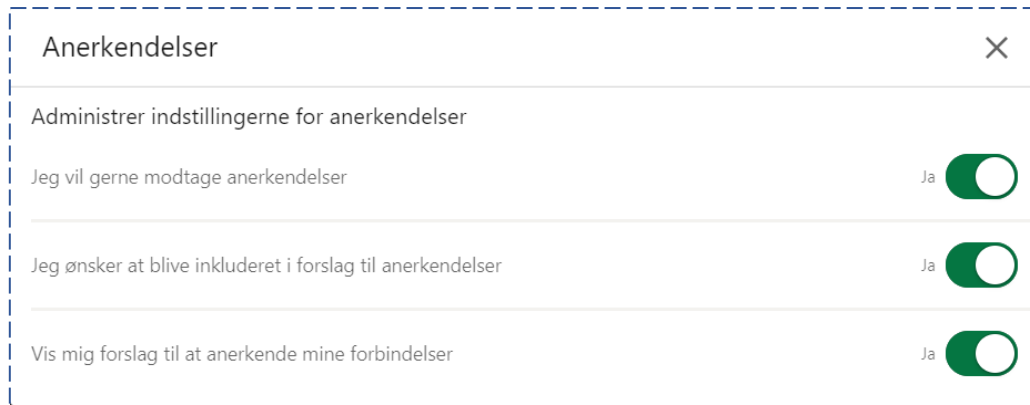 Anerkendelser
Administrer indstillingerne for anerkendelser
Jeg vil gerne modtage anerkendelser Ja
Jeg ønsker at blive inkluderet i forslag til anerkendelser Ja
Vis mig forslag til at anerkende mine forbindelser Ja